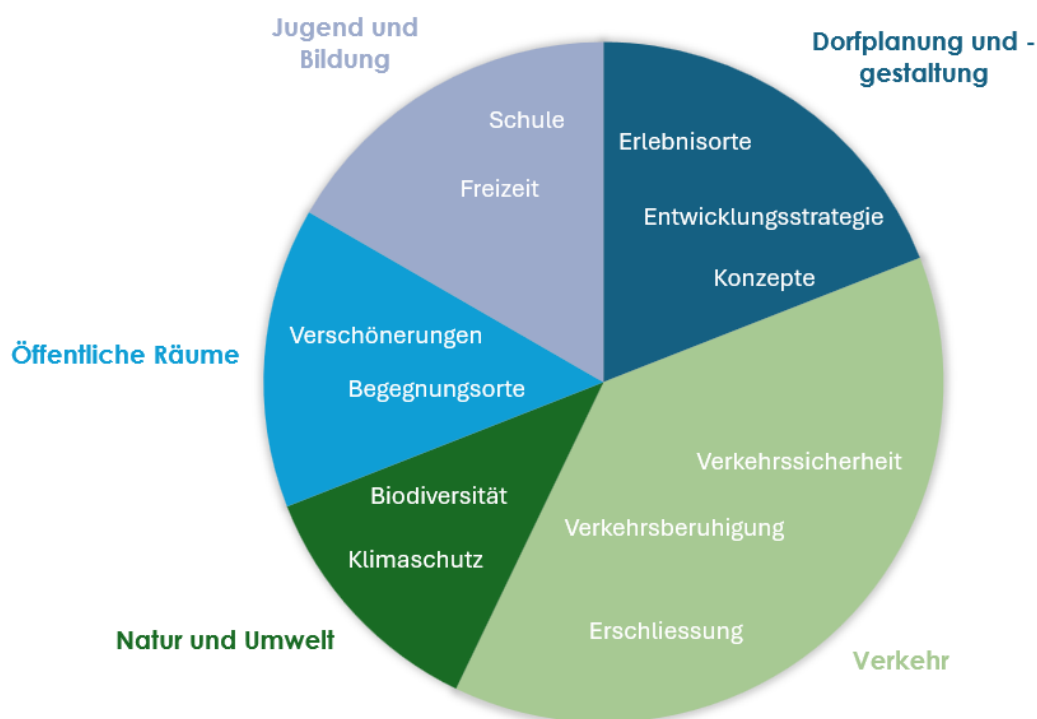 Jugend und
Bildung
Dorfplanung und -
gestaltung
Schule
Freizeit
Erlebnisorte
Entwicklungsstrategie
Konzepte
Öffentliche Räume
Verschönerungen
Begegnungsorte
Biodiversität
Klimaschutz
Natur und Umwelt
Verkehrssicherheit
Verkehrsberuhigung
Erschliessung
Verkehr